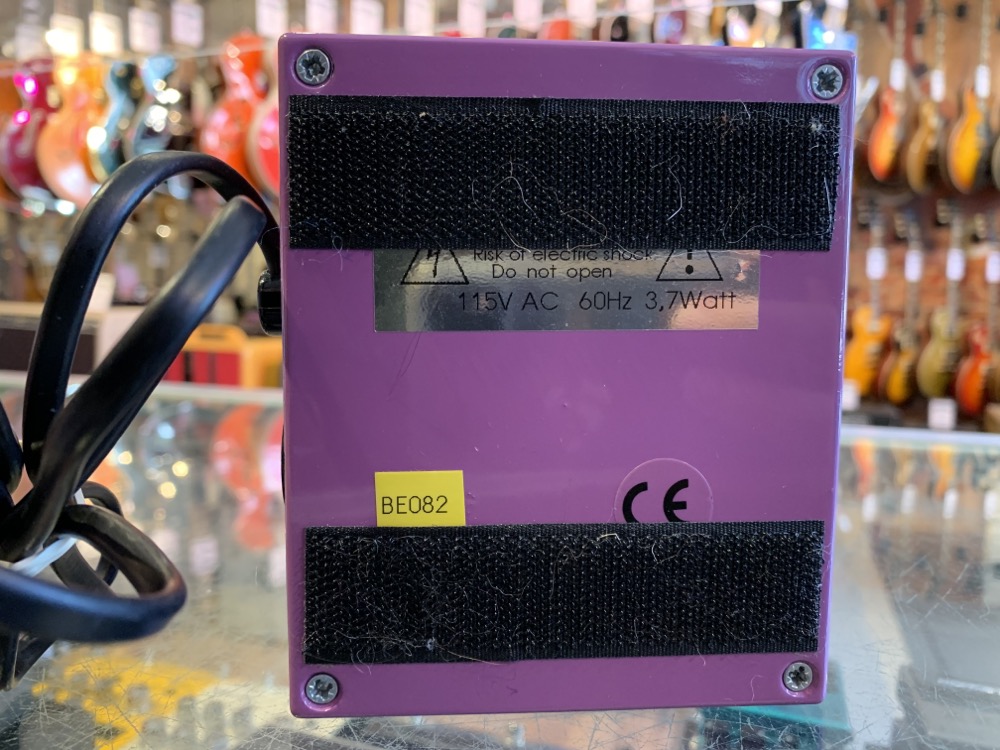 Risk of electric shock
Do not open
115V AC 60Hz 3,7Watt
BE082
CE